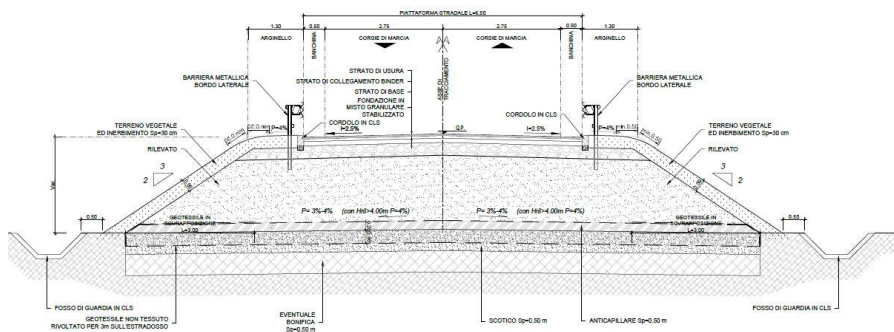 PIATTAFORMA STRADALE L=6.50
1.30 0.50 2.75 2.75 0.50 1.30
ARGINELLO
BANCHINA
CORSIE DI MARCIA
CORSIE DI MARCIA
BANCHINA
ARGINELLO
ASSE DI
TRACCIAMENTO
BARRIERA METALLICA
BORDO LATERALE
STRATO DI USURA
STRATO DI COLLEGAMENTO BINDER
STRATO DI BASE
FONDAZIONE IN
MISTO GRANULARE
STABILIZZATO
BARRIERA METALLICA
BORDO LATERALE
CORDOLO IN CLS
CORDOLO IN CLS
P=4%
P=4%
min 0.50
I=2.5%
Q.P.
I=2.5%
TERRENO VEGETALE
ED INERBIMENTO Sp=30 cm
TERRENO VEGETALE
ED INERBIMENTO Sp=30 cm
RILEVATO
RILEVATO
3
2
3
2
Var.
0.50
0.50
P= 3%-4% (con Hril>4.00m P=4%)
P= 3%-4% (con Hril>4.00m P=4%)
GEOTESSILE IN
SOVRAPPOSIZIONE
L=3.00
GEOTESSILE IN
SOVRAPPOSIZIONE
L=3.00
FOSSO DI GUARDIA IN CLS
GEOTESSILE NON TESSUTO
RIVOLTATO PER 3m SULL'ESTRADOSSO
EVENTUALE
BONIFICA
Sp=0.50 m
SCOTICO Sp=0.50 m
ANTICAPILLARE Sp=0.50 m
FOSSO DI GUARDIA IN CLS